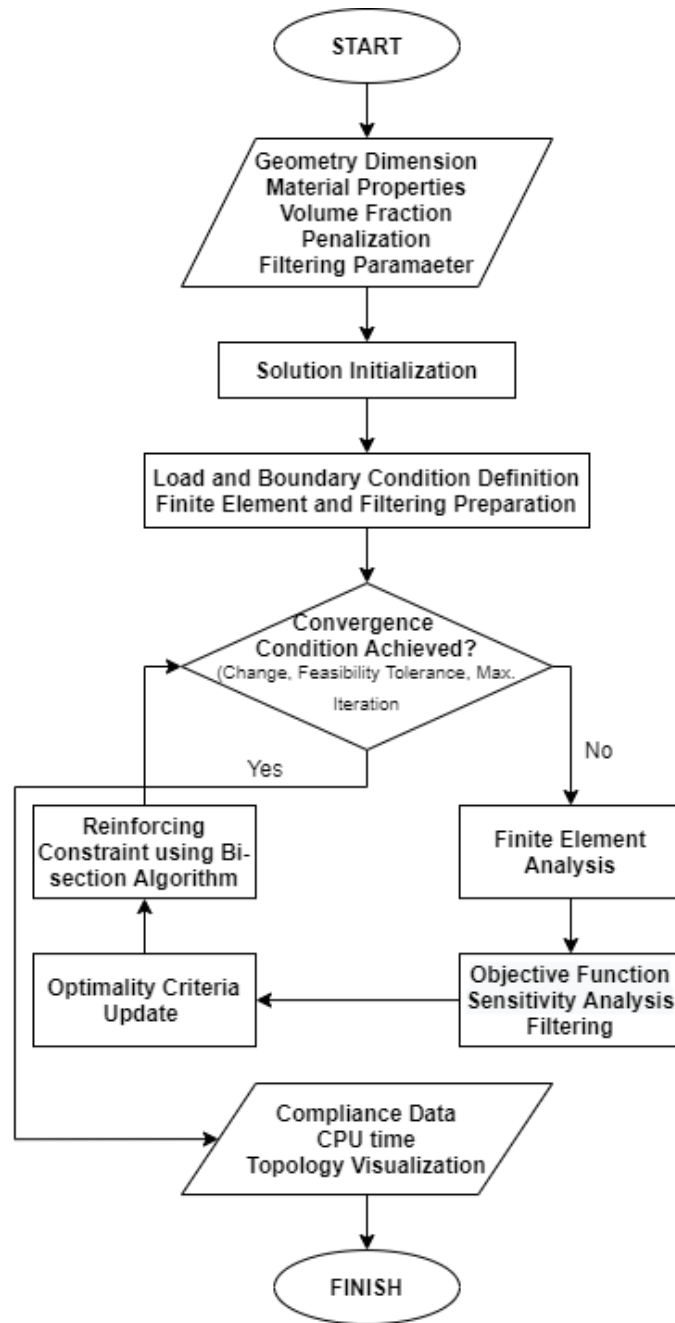 START
Geometry Dimension
Material Properties
Volume Fraction
Penalization
Filtering Paramaeter
Solution Initialization
Load and Boundary Condition Definition
Finite Element and Filtering Preparation
Convergence
Condition Achieved?
(Change, Feasibility Tolerance, Max.
Iteration
Yes
No
Reinforcing
Constraint using Bi-
section Algorithm
Finite Element
Analysis
Optimality Criteria
Update
Objective Function
Sensitivity Analysis
Filtering
Compliance Data
CPU time
Topology Visualization
FINISH